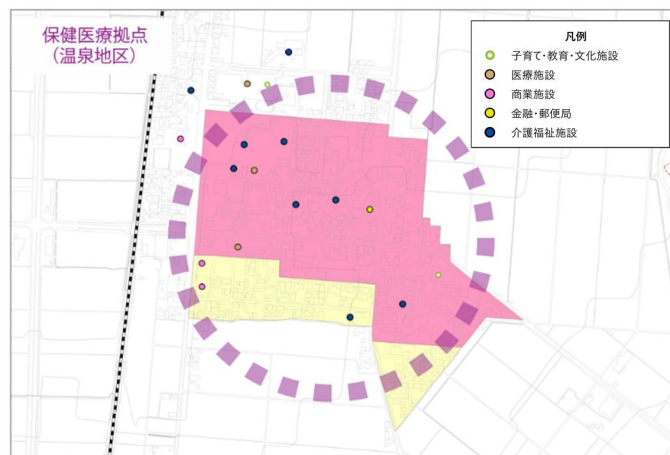 保健医療拠点
(温泉地区)
凡例
子育て・教育・文化施設
医療施設
商業施設
金融・郵便局
介護福祉施設